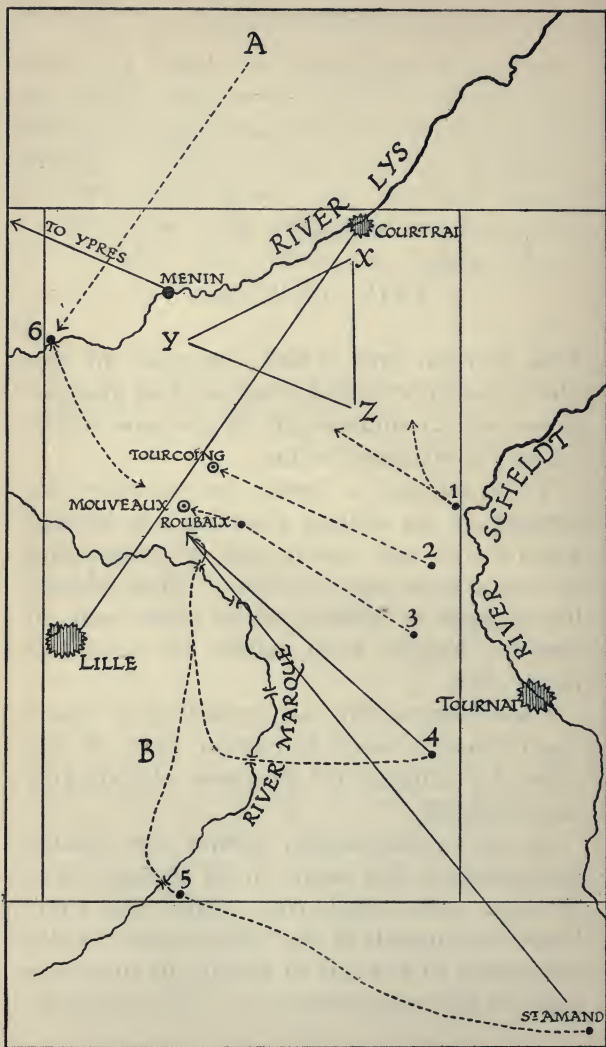 A
RIVER LYS
COURTRAI
TO YPRES
X
MENIN
6
Y
Z
TOURCOING
1
MOUVEAUX
ROUBAIX
2
RIVER SCHELDT
3
LILLE
TOURNAI
RIVER MARQUE
B
4
5
ST AMAND